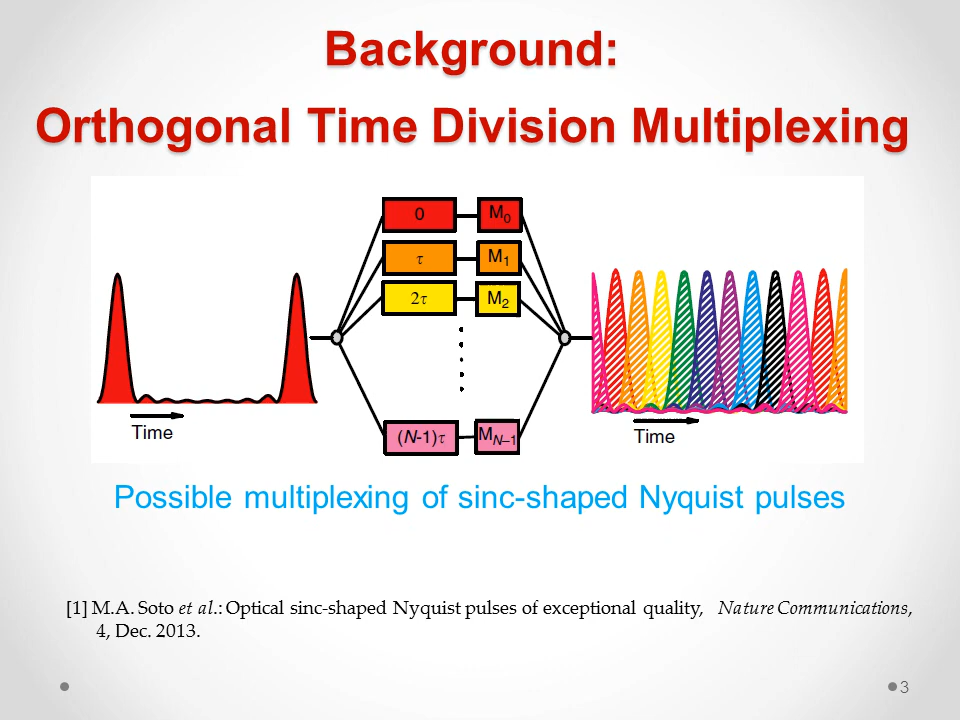 Background:
Orthogonal Time Division Multiplexing
0
M0
τ
M1
2τ
M2
(N-1)τ
MN–1
Time
Time
Possible multiplexing of sinc-shaped Nyquist pulses
[1] M.A. Soto et al.: Optical sinc-shaped Nyquist pulses of exceptional quality, Nature Communications,
4, Dec. 2013.
3